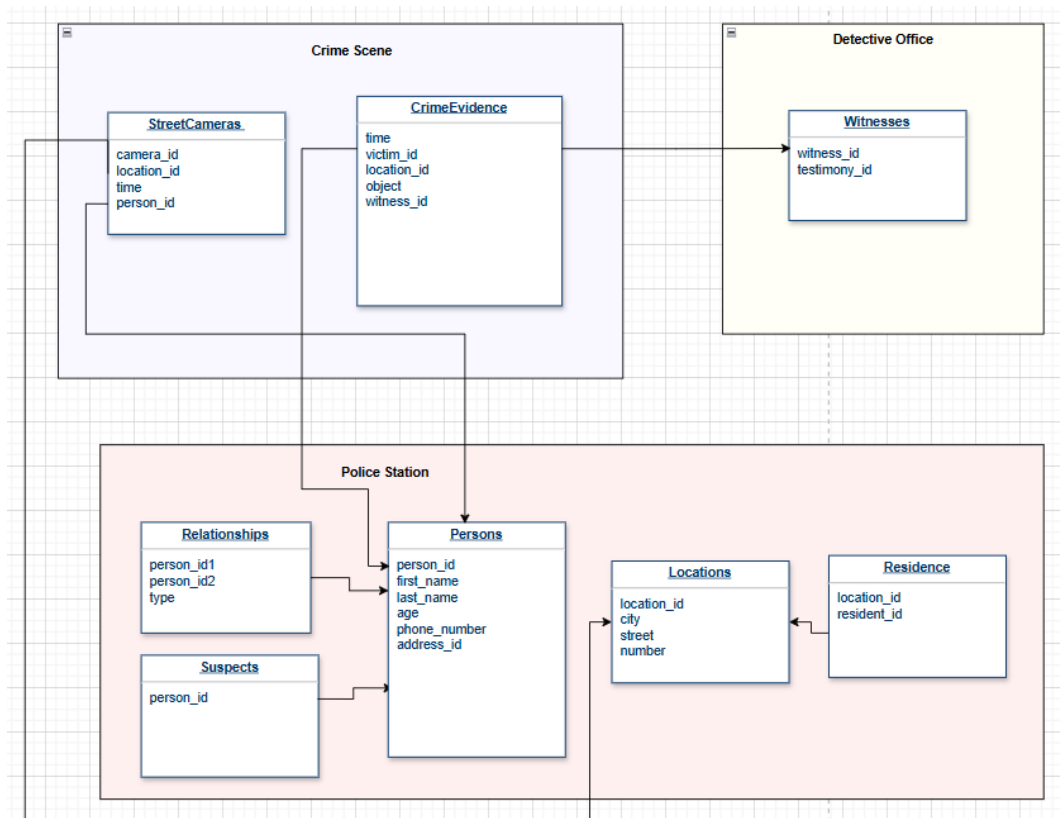 Crime Scene
StreetCameras
camera_id
location_id
time
person_id
CrimeEvidence
time
victim_id
location_id
object
witness_id
Detective Office
Witnesses
witness_id
testimony_id
Police Station
Relationships
person_id1
person_id2
type
Suspects
person_id
Persons
person_id
first_name
last_name
age
phone_number
address_id
Locations
location_id
city
street
number
Residence
location_id
resident_id